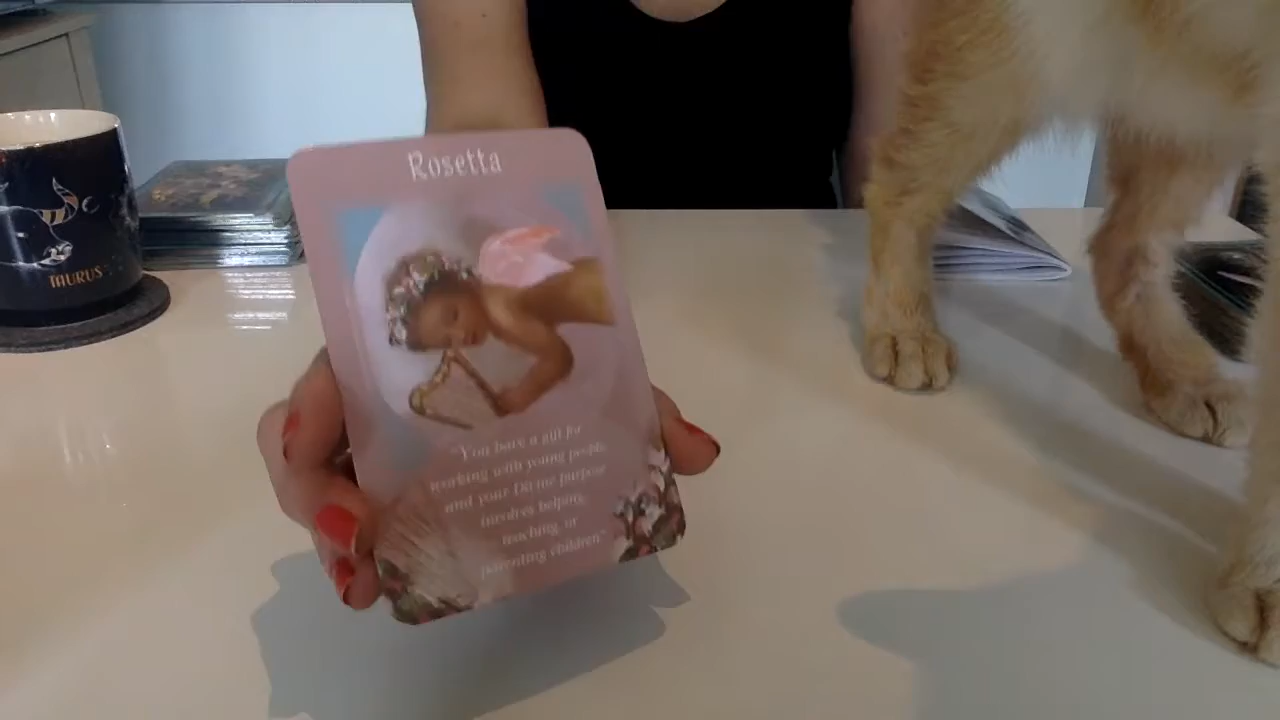 Rosetta
"You have a gift for
working with young people
and your Divine purpose
involves helping,
teaching, or
parenting children"
TAURUS